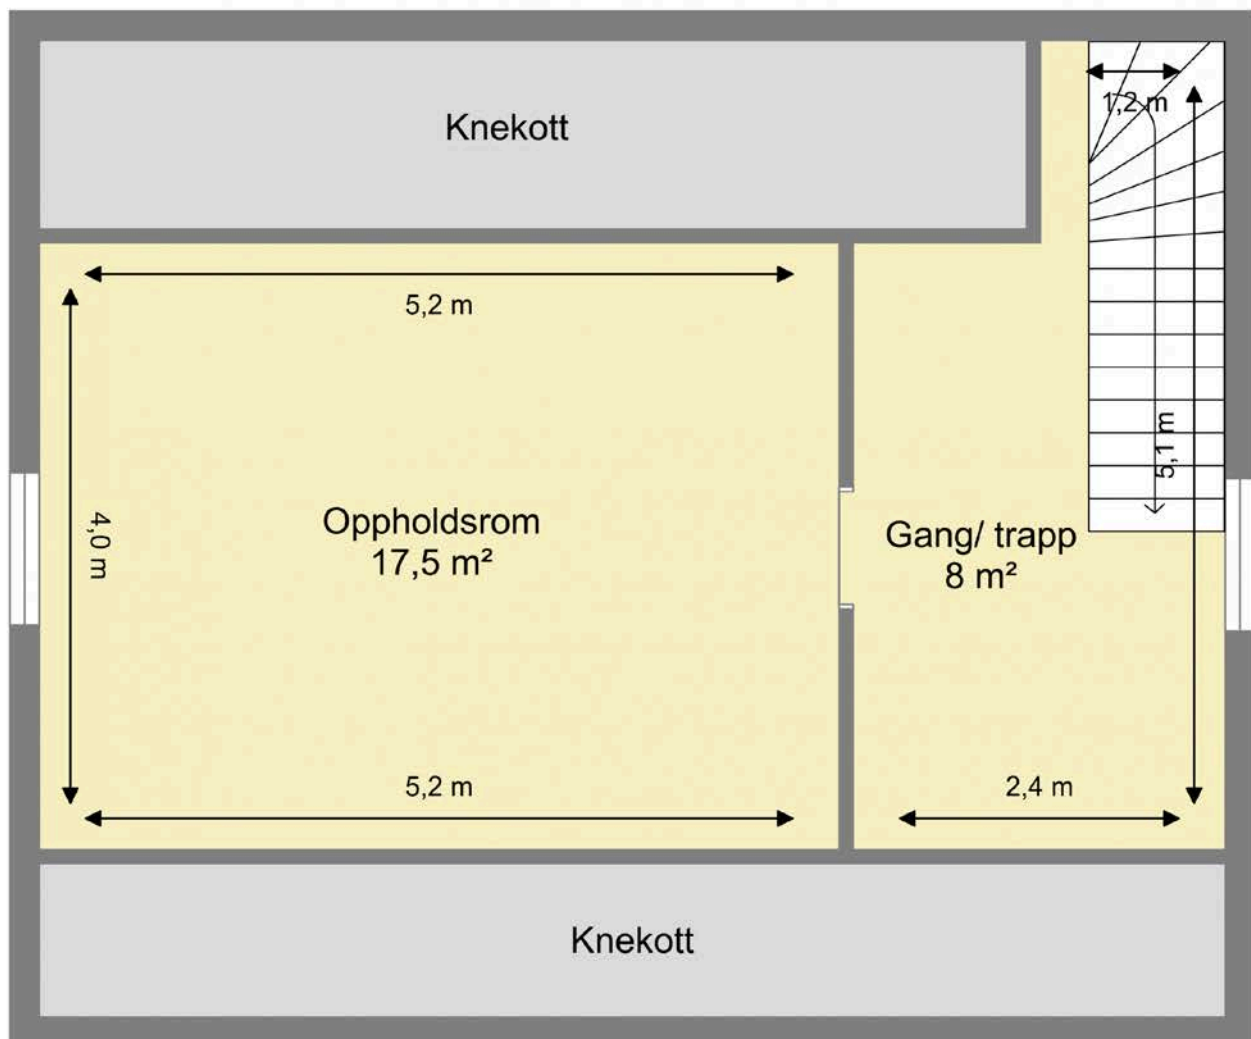 1,2 m
Knekott
5,2 m
4,0 m
5,1 m
Oppholdsrom
17,5 m²
Gang/ trapp
8 m²
5,2 m
2,4 m
Knekott